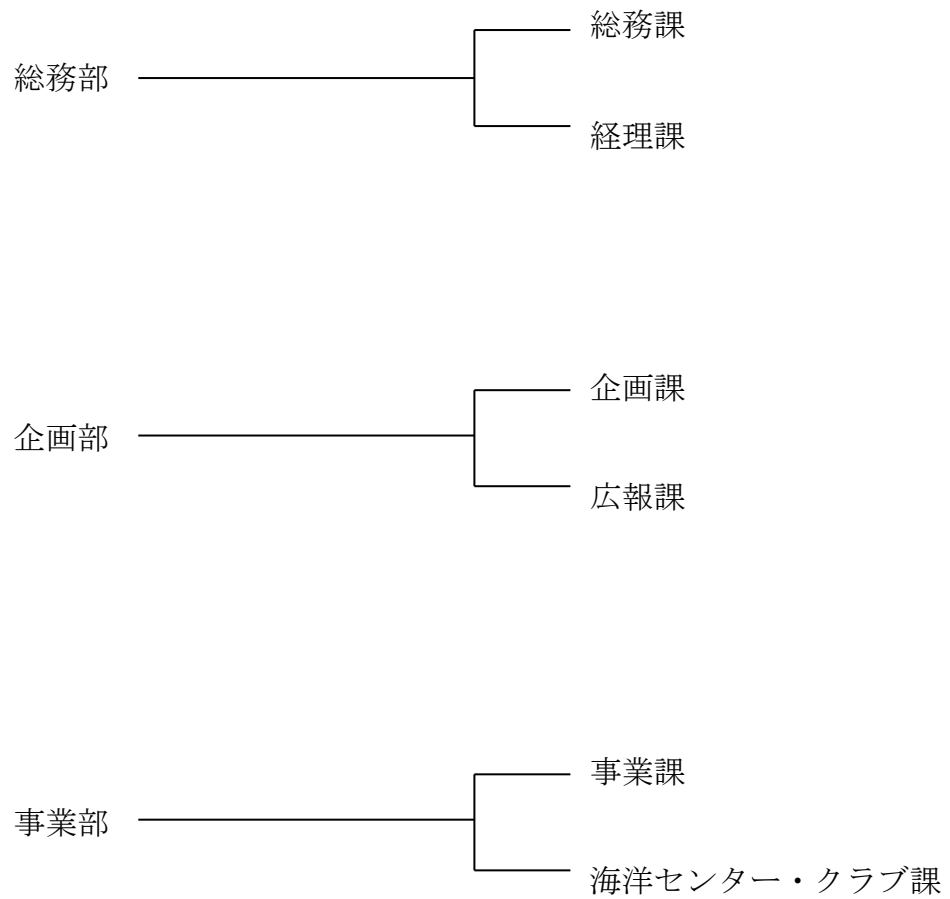 総務課
総務部
経理課
企画課
企画部
広報課
事業課
事業部
海洋センター・クラブ課